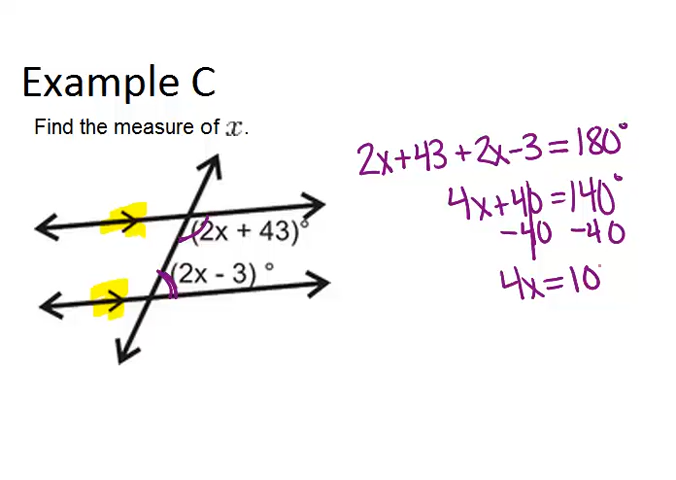 Example C
Find the measure of x.
(2x + 43)°
(2x - 3) °
2x+43+2x-3=180°
4x+40=140°
-40 -40
4x=10